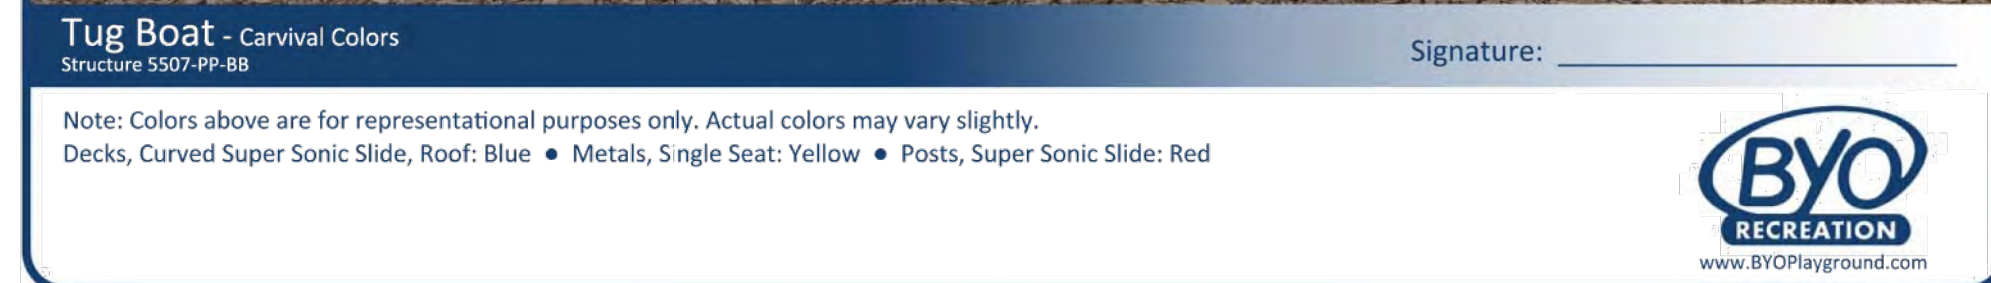 Tug Boat - Carvival Colors
Structure 5507-PP-BB
Signature:
Note: Colors above are for representational purposes only. Actual colors may vary slightly.
Decks, Curved Super Sonic Slide, Roof: Blue ● Metals, Single Seat: Yellow ● Posts, Super Sonic Slide: Red
BYO
RECREATION
www.BYOPlayground.com